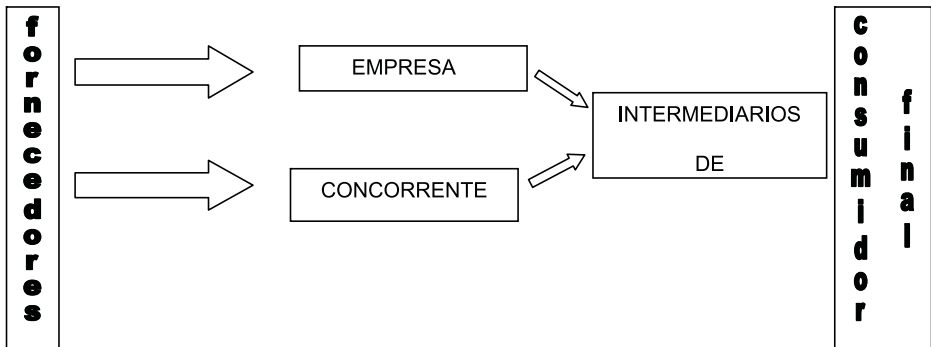 fornecedores
EMPRESA
CONCORRENTE
INTERMEDIARIOS
DE
consumidor
final